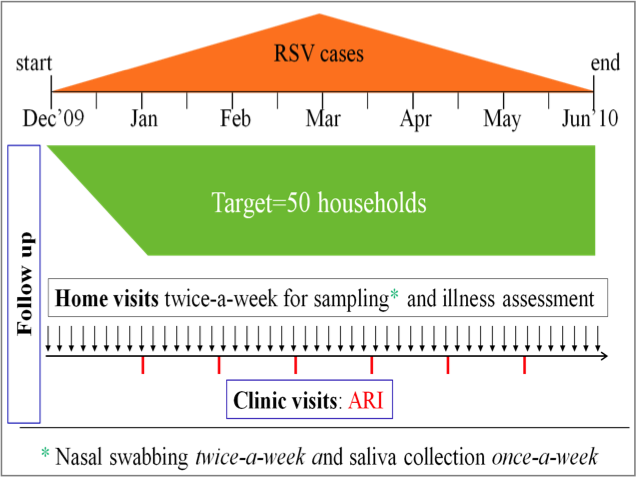 RSV cases
start
end
Dec'09 Jan Feb Mar Apr May Jun'10
Target=50 households
Follow up
Home visits twice-a-week for sampling* and illness assessment
Clinic visits: ARI
* Nasal swabbing twice-a-week and saliva collection once-a-week